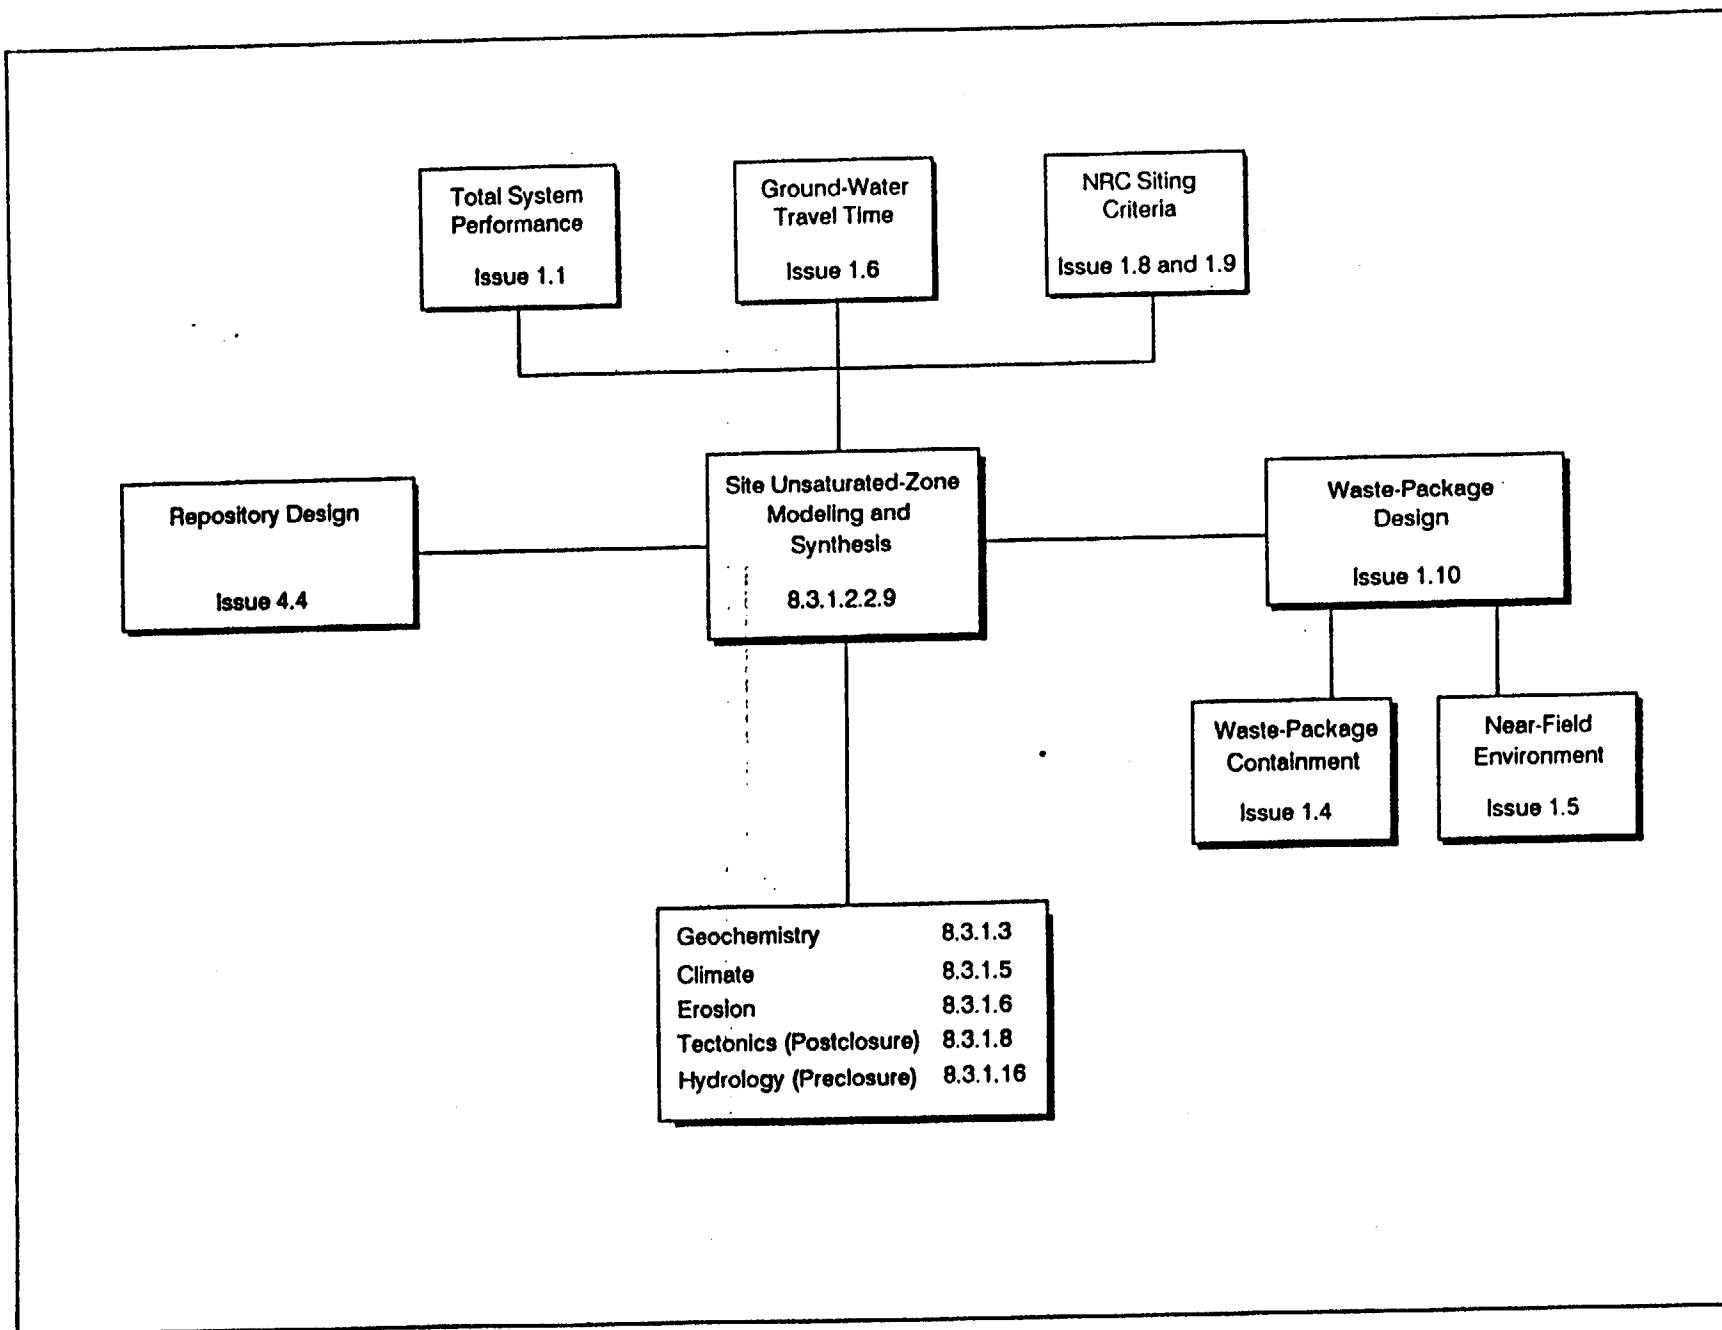 Total System
Performance
Issue 1.1
Ground-Water
Travel Time
Issue 1.6
NRC Siting
Criteria
Issue 1.8 and 1.9
Repository Design
Issue 4.4
Site Unsaturated-Zone
Modeling and
Synthesis
8.3.1.2.2.9
Waste-Package
Design
Issue 1.10
Waste-Package
Containment
Issue 1.4
Near-Field
Environment
Issue 1.5
Geochemistry 8.3.1.3
Climate 8.3.1.5
Erosion 8.3.1.6
Tectonics (Postclosure) 8.3.1.8
Hydrology (Preclosure) 8.3.1.16